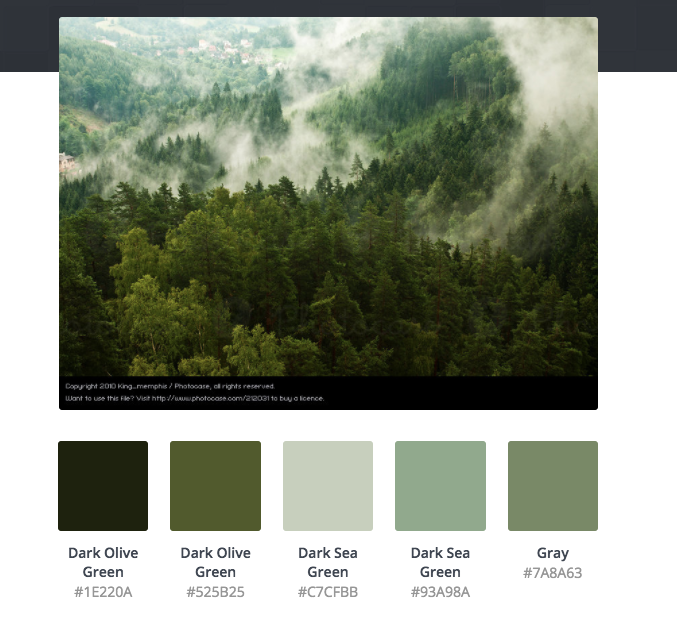 Copyright 2010 King_memphis / Photocase, all rights reserved.
Want to use this file? Visit http://www.photocase.com/212031 to buy a licence.
Dark Olive
Green
#1E220A
Dark Olive
Green
#525B25
Dark Sea
Green
#C7CFBB
Dark Sea
Green
#93A98A
Gray
#7A8A63